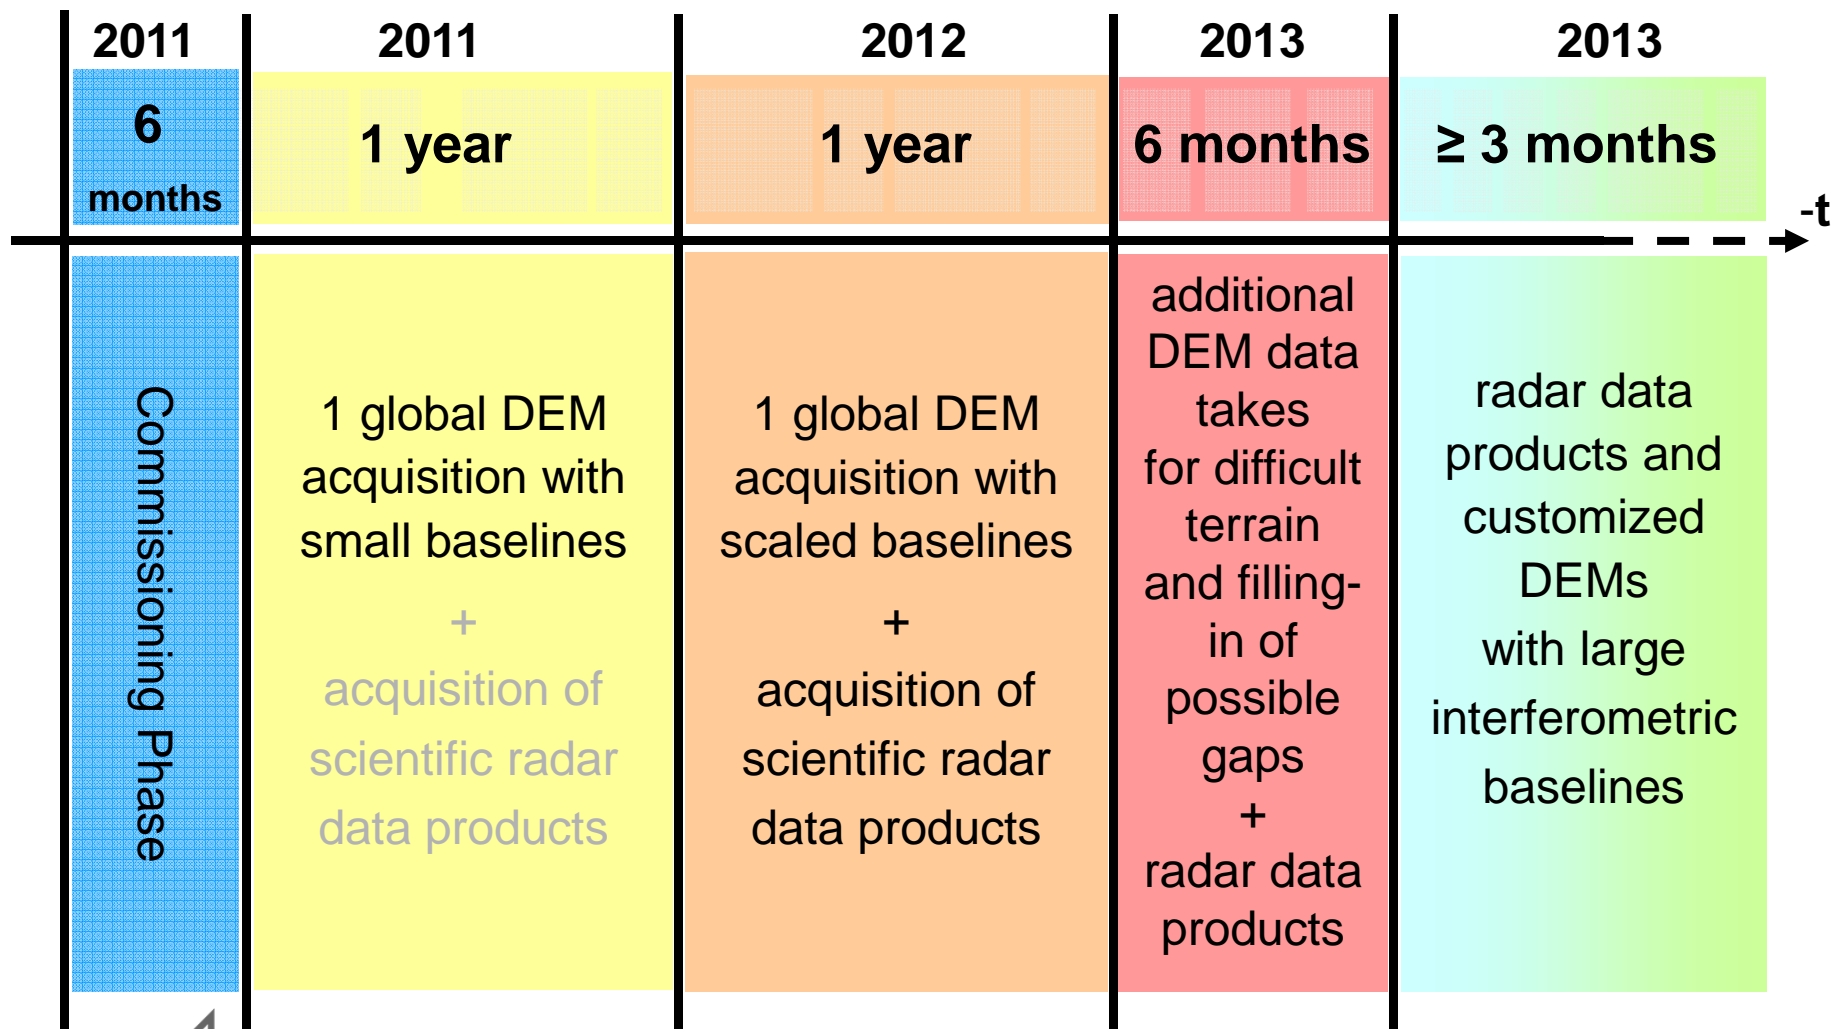 2011
2011
2012
2013
2013
6
months
1 year
1 year
6 months
≥ 3 months
-t
Commissioning Phase
1 global DEM
acquisition with
small baselines
+
acquisition of
scientific radar
data products
1 global DEM
acquisition with
scaled baselines
+
acquisition of
scientific radar
data products
additional
DEM data
takes
for difficult
terrain
and filling-
in of
possible
gaps
+
radar data
products
radar data
products and
customized
DEMs
with large
interferometric
baselines